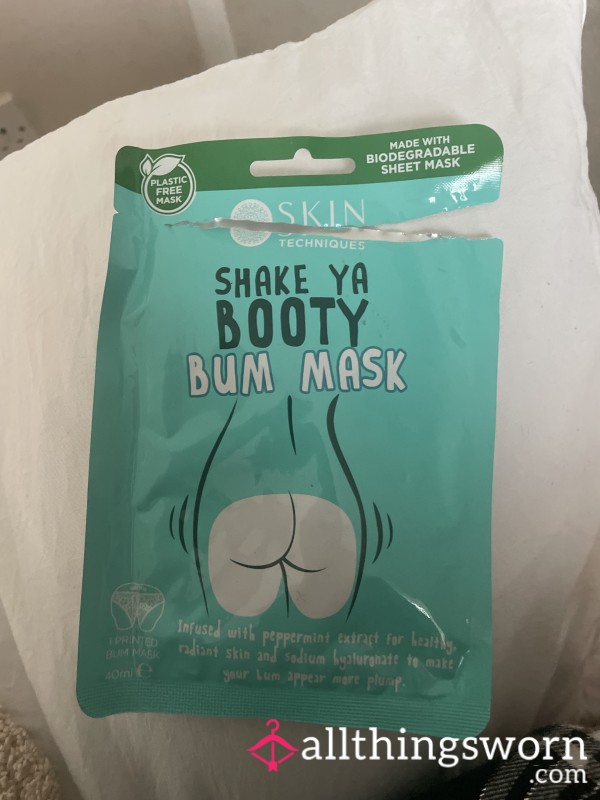 MADE WITH
BIODEGRADABLE
SHEET MASK
PLASTIC
FREE
MASK
SKIN
TECHNIQUES
SHAKE YA
BOOTY
BUM MASK
Infused with peppermint extract for healthy,
radiant skin and sodium hyaluronate to make
your bum appear more plump.
1 PRINTED
BUM MASK
40ml e
allthingsworn
.com